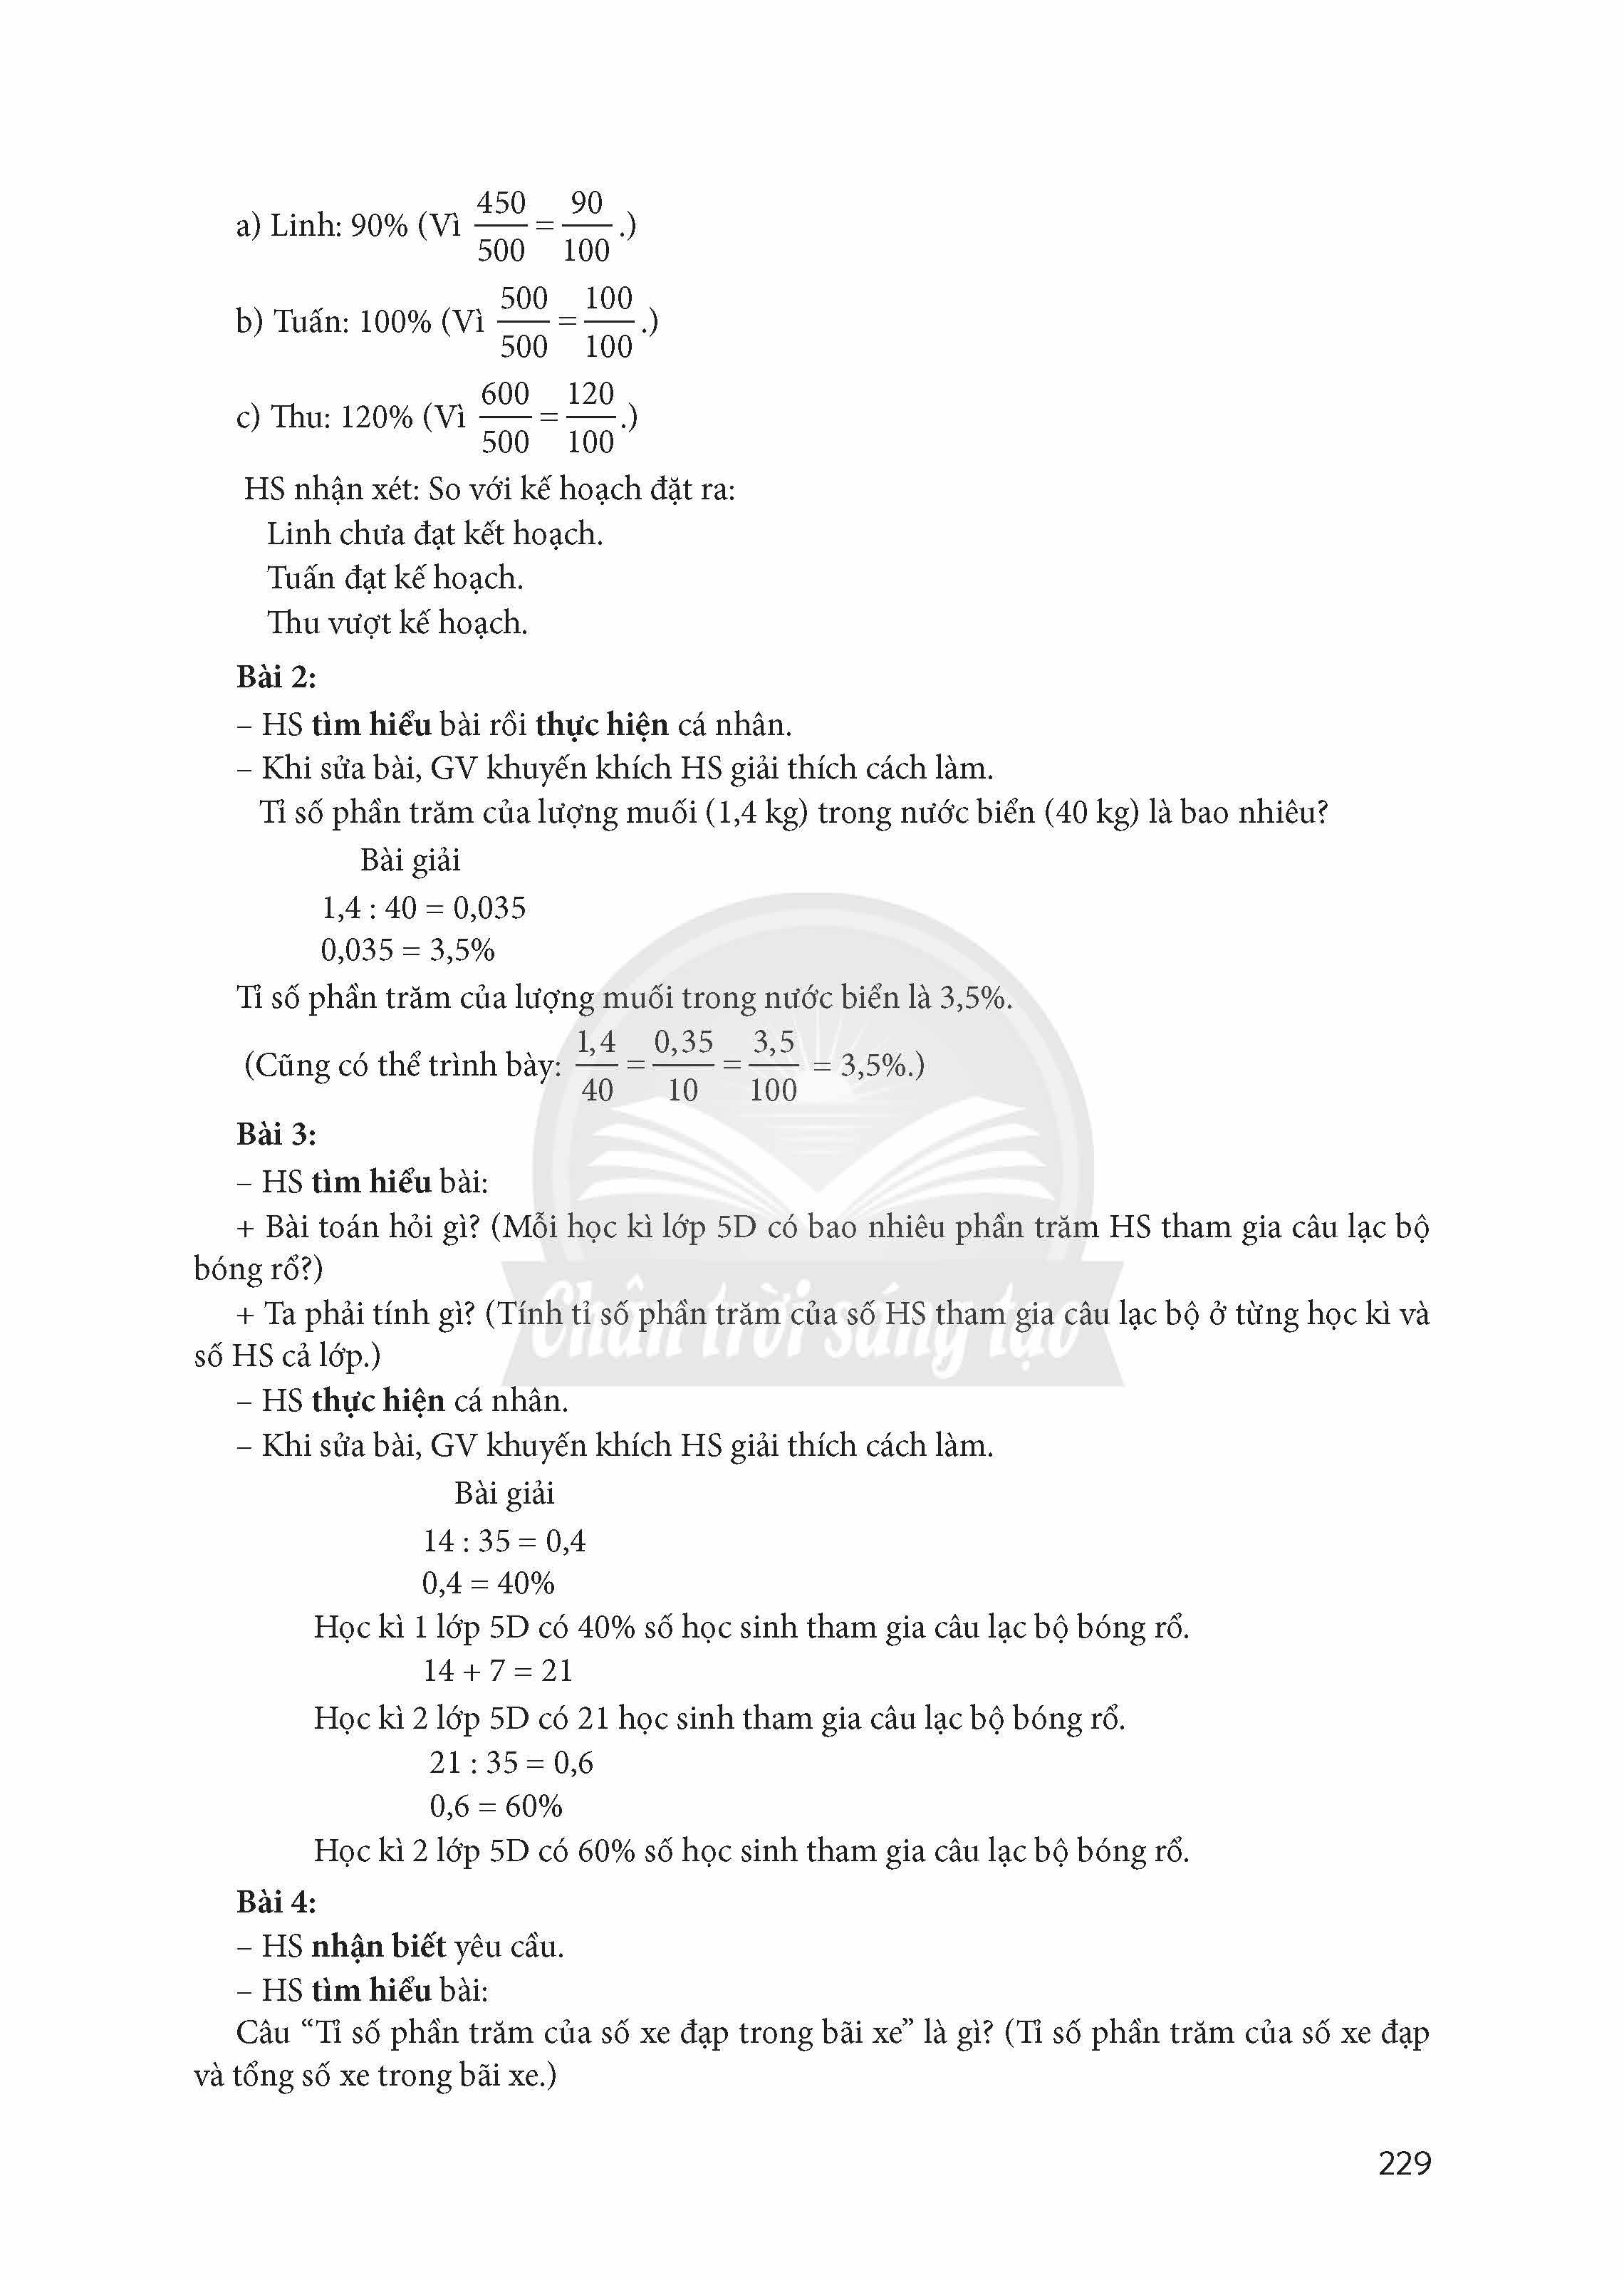 a) Linh: 90% (Vì 450/500 = 90/100.)
b) Tuấn: 100% (Vì 500/500 = 100/100.)
c) Thu: 120% (Vì 600/500 = 120/100.)
HS nhận xét: So với kế hoạch đặt ra:
Linh chưa đạt kết hoạch.
Tuấn đạt kế hoạch.
Thu vượt kế hoạch.
Bài 2:
– HS tìm hiểu bài rồi thực hiện cá nhân.
– Khi sửa bài, GV khuyến khích HS giải thích cách làm.
Tỉ số phần trăm của lượng muối (1,4 kg) trong nước biển (40 kg) là bao nhiêu?
Bài giải
1,4 : 40 = 0,035
0,035 = 3,5%
Tỉ số phần trăm của lượng muối trong nước biển là 3,5%.
(Cũng có thể trình bày: 1,4/40 = 0,35/10 = 3,5/100 = 3,5%.)
Bài 3:
– HS tìm hiểu bài:
+ Bài toán hỏi gì? (Mỗi học kì lớp 5D có bao nhiêu phần trăm HS tham gia câu lạc bộ
bóng rổ?)
+ Ta phải tính gì? (Tính tỉ số phần trăm của số HS tham gia câu lạc bộ ở từng học kì và
số HS cả lớp.)
Chân trời sáng tạo
– HS thực hiện cá nhân.
– Khi sửa bài, GV khuyến khích HS giải thích cách làm.
Bài giải
14 : 35 = 0,4
0,4 = 40%
Học kì 1 lớp 5D có 40% số học sinh tham gia câu lạc bộ bóng rổ.
14 + 7 = 21
Học kì 2 lớp 5D có 21 học sinh tham gia câu lạc bộ bóng rổ.
21 : 35 = 0,6
0,6 = 60%
Học kì 2 lớp 5D có 60% số học sinh tham gia câu lạc bộ bóng rổ.
Bài 4:
– HS nhận biết yêu cầu.
– HS tìm hiểu bài:
Câu “Tỉ số phần trăm của số xe đạp trong bãi xe” là gì? (Tỉ số phần trăm của số xe đạp
và tổng số xe trong bãi xe.)
229